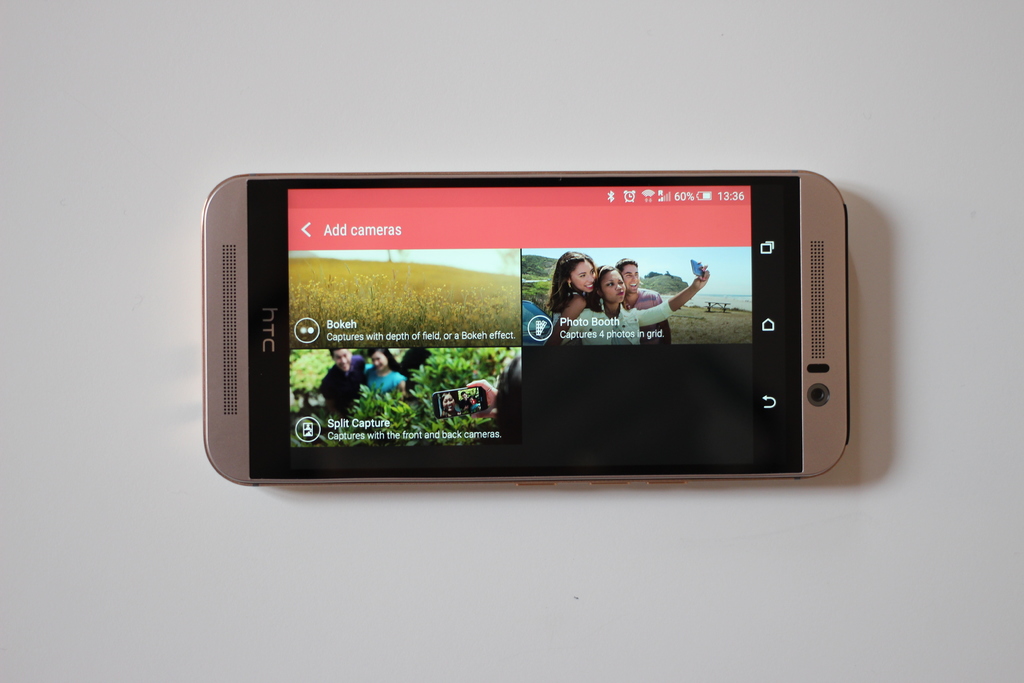 60% 13:36
Add cameras
Bokeh
Captures with depth of field, or a Bokeh effect.
Photo Booth
Captures 4 photos in grid.
Split Capture
Captures with the front and back cameras.
hTC